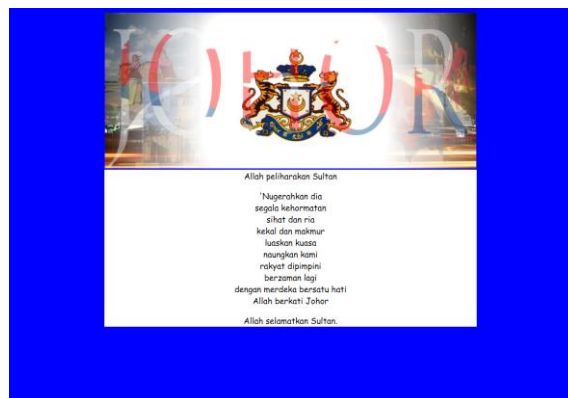 JOHOR
Allah peliharakan Sultan
'Nugerahkan dia
segala kehormatan
sihat dan ria
kekal dan makmur
luaskan kuasa
naungkan kami
rakyat dipimpini
berzaman lagi
dengan merdeka bersatu hati
Allah berkati Johor
Allah selamatkan Sultan.